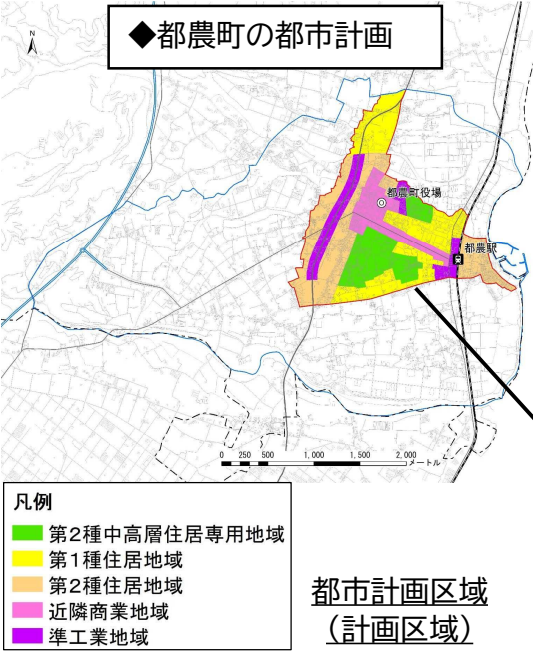 ◆都農町の都市計画
N
都農町役場
都農駅
0 250 500 1,000 1,500 2,000
メートル
凡例
第2種中高層住居専用地域
第1種住居地域
第2種住居地域
近隣商業地域
準工業地域
都市計画区域
（計画区域）